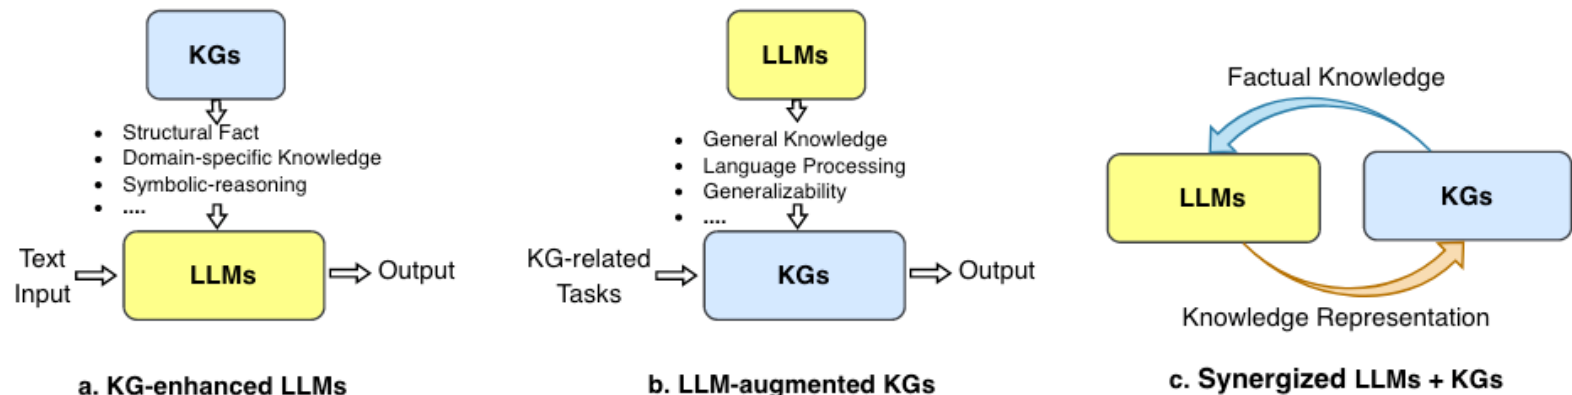 KGs
• Structural Fact
• Domain-specific Knowledge
• Symbolic-reasoning
• ....
Text
Input
LLMs
Output
a. KG-enhanced LLMs
LLMs
• General Knowledge
• Language Processing
• Generalizability
• ....
KG-related
Tasks
KGs
Output
b. LLM-augmented KGs
Factual Knowledge
LLMs
KGs
Knowledge Representation
c. Synergized LLMs + KGs